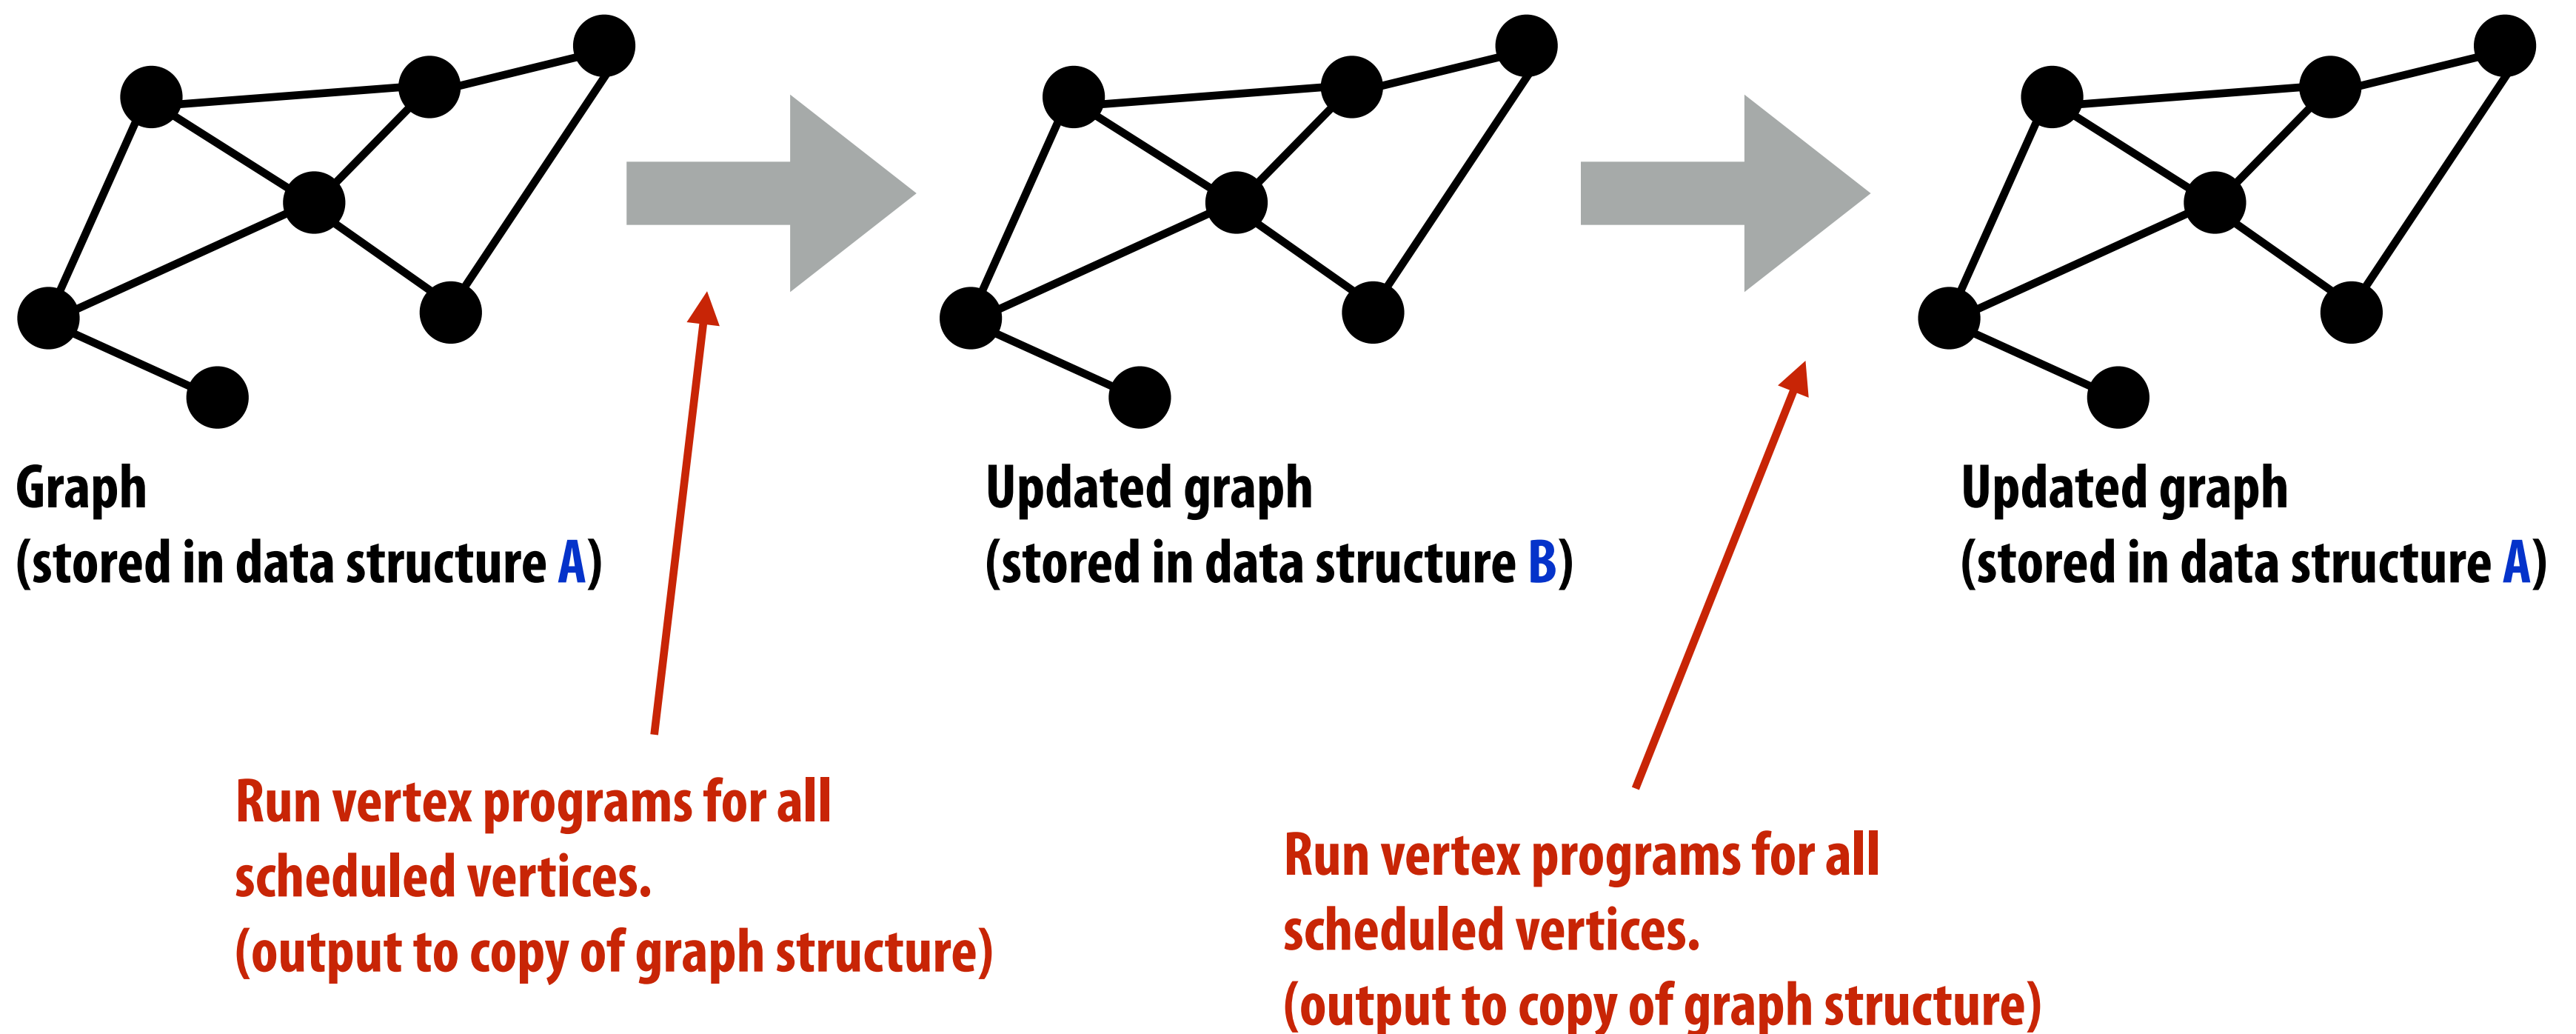 Graph
(stored in data structure A)
Updated graph
(stored in data structure B)
Updated graph
(stored in data structure A)
Run vertex programs for all
scheduled vertices.
(output to copy of graph structure)
Run vertex programs for all
scheduled vertices.
(output to copy of graph structure)